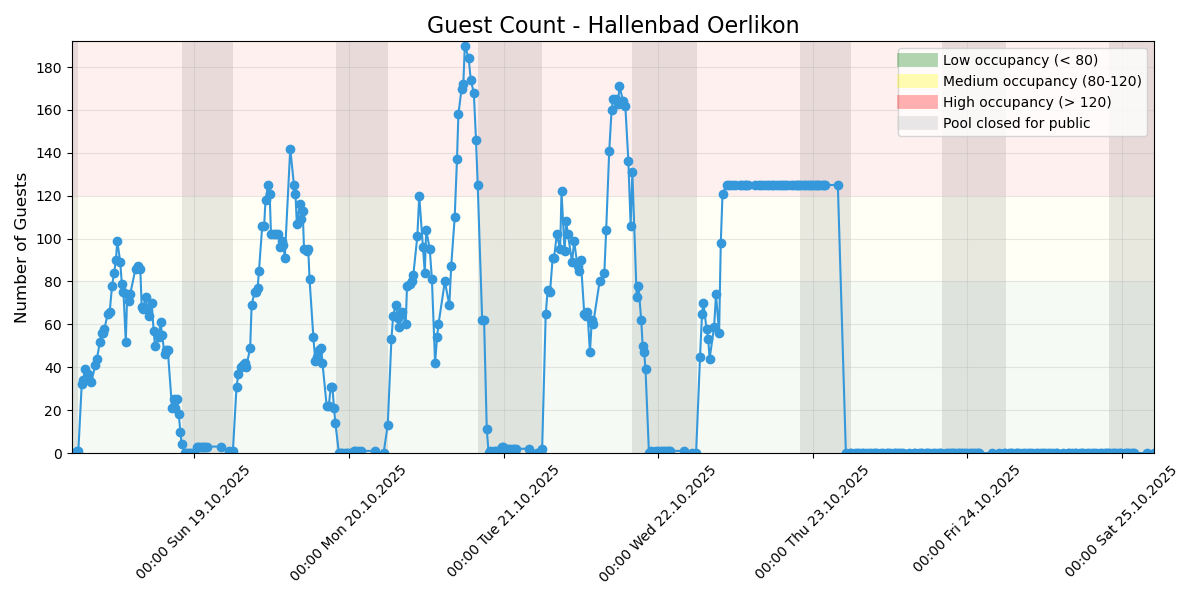 Guest Count - Hallenbad Oerlikon
Low occupancy (< 80)
Medium occupancy (80-120)
High occupancy (> 120)
Pool closed for public
Number of Guests
180
160
140
120
100
80
60
40
20
0
00:00 Sun 19.10.2025
00:00 Mon 20.10.2025
00:00 Tue 21.10.2025
00:00 Wed 22.10.2025
00:00 Thu 23.10.2025
00:00 Fri 24.10.2025
00:00 Sat 25.10.2025